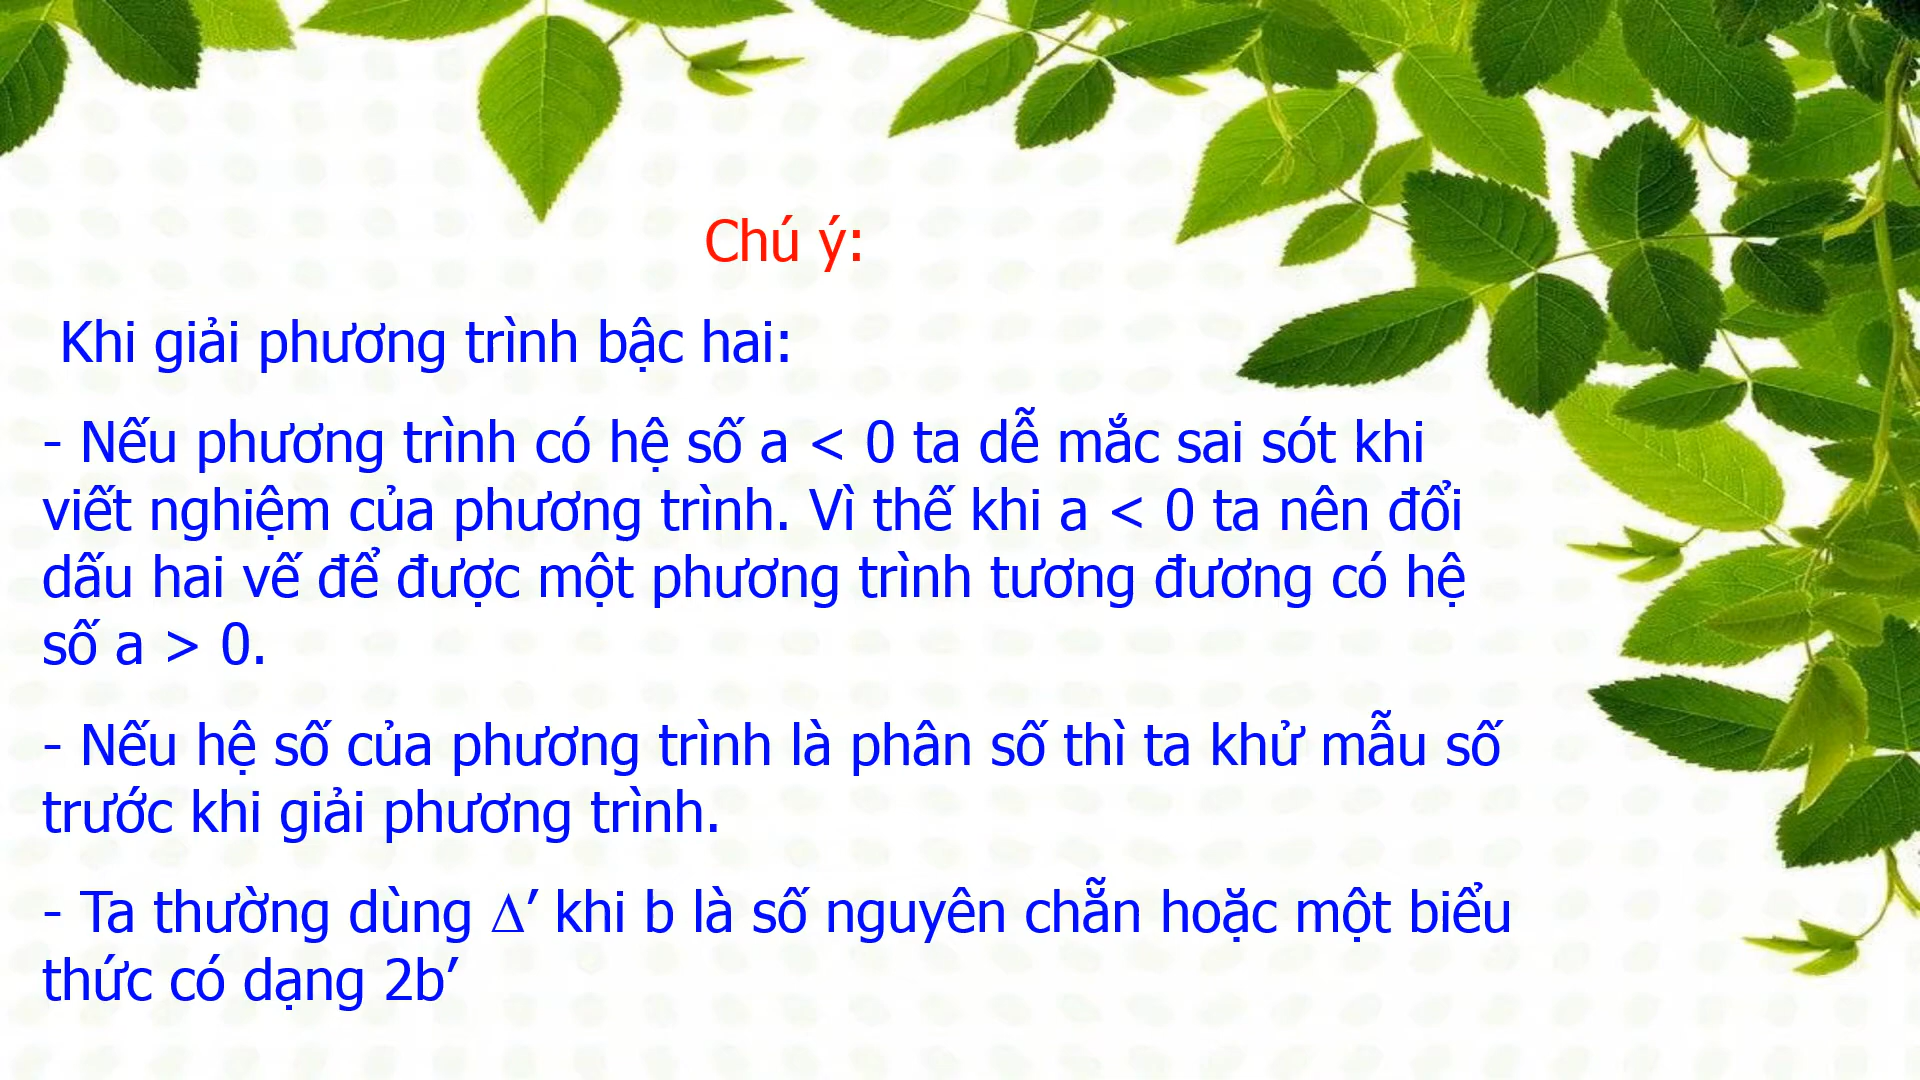 Chú ý:
Khi giải phương trình bậc hai:
- Nếu phương trình có hệ số a < 0 ta dễ mắc sai sót khi
viết nghiệm của phương trình. Vì thế khi a < 0 ta nên đổi
dấu hai vế để được một phương trình tương đương có hệ
số a > 0.
- Nếu hệ số của phương trình là phân số thì ta khử mẫu số
trước khi giải phương trình.
- Ta thường dùng Δ’ khi b là số nguyên chẵn hoặc một biểu
thức có dạng 2b’